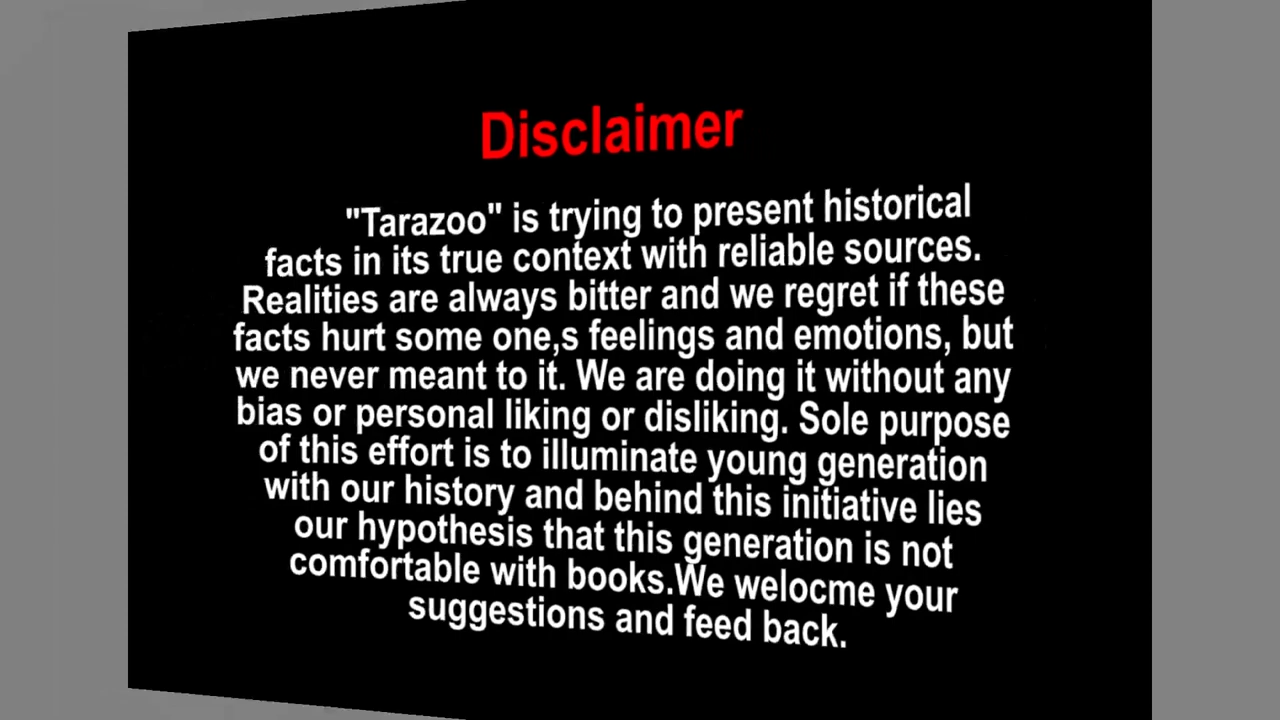 Disclaimer
"Tarazoo" is trying to present historical
facts in its true context with reliable sources.
Realities are always bitter and we regret if these
facts hurt some one,s feelings and emotions, but
we never meant to it. We are doing it without any
bias or personal liking or disliking. Sole purpose
of this effort is to illuminate young generation
with our history and behind this initiative lies
our hypothesis that this generation is not
comfortable with books.We welocme your
suggestions and feed back.